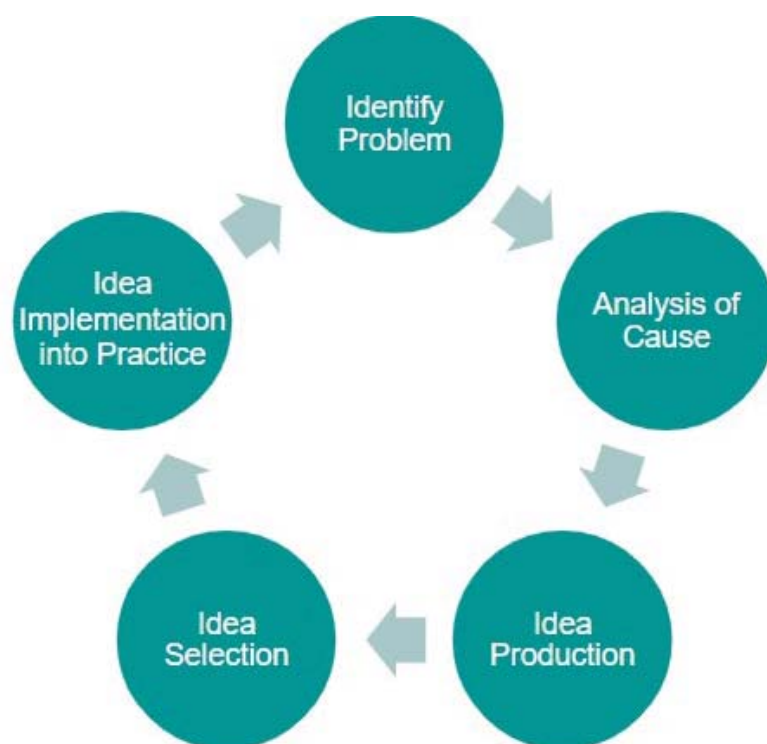 Identify
Problem
Analysis of
Cause
Idea
Production
Idea
Selection
Idea
Implementation
into Practice